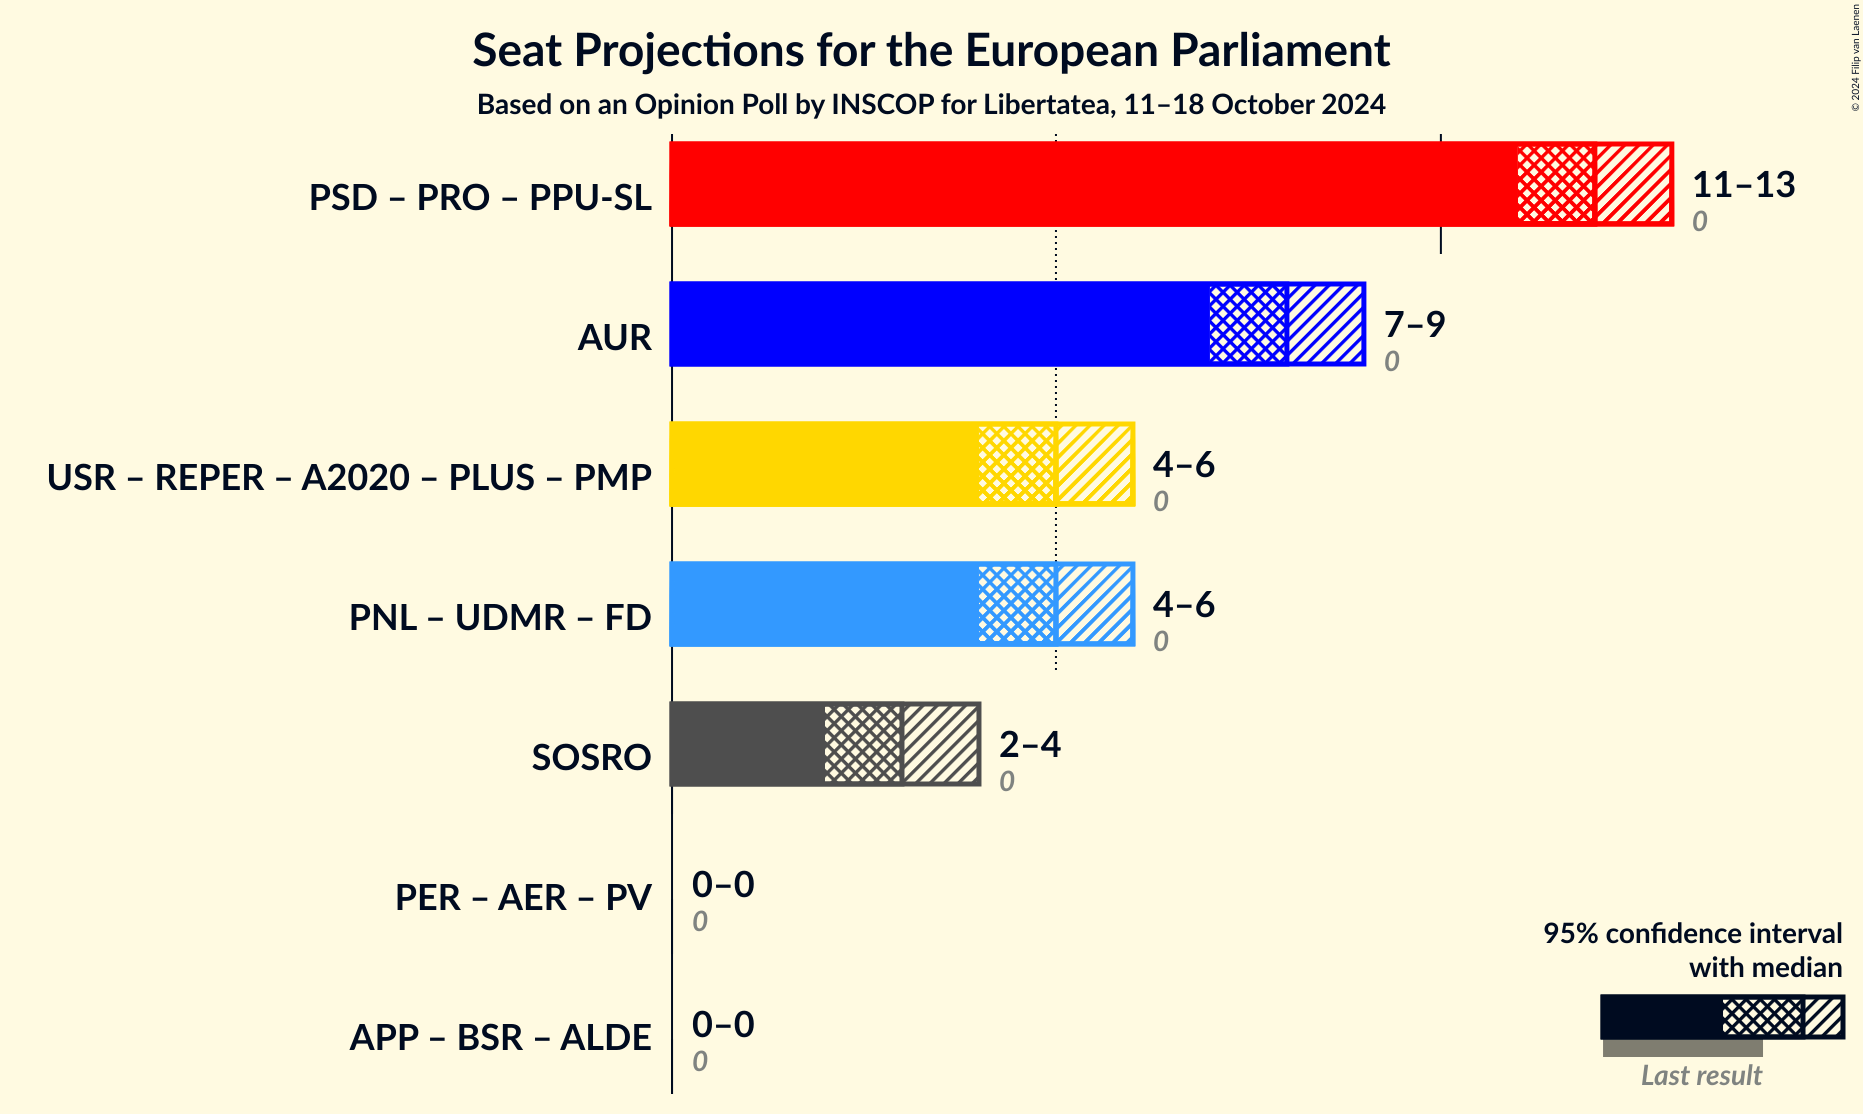 Seat Projections for the European Parliament
Based on an Opinion Poll by INSCOP for Libertatea, 11–18 October 2024
© 2024 Filip van Laenen
PSD – PRO – PPU-SL
11–13
0
AUR
7–9
0
USR – REPER – A2020 – PLUS – PMP
4–6
0
PNL – UDMR – FD
4–6
0
SOSRO
2–4
0
PER – AER – PV
0–0
0
APP – BSR – ALDE
0–0
0
95% confidence interval
with median
Last result